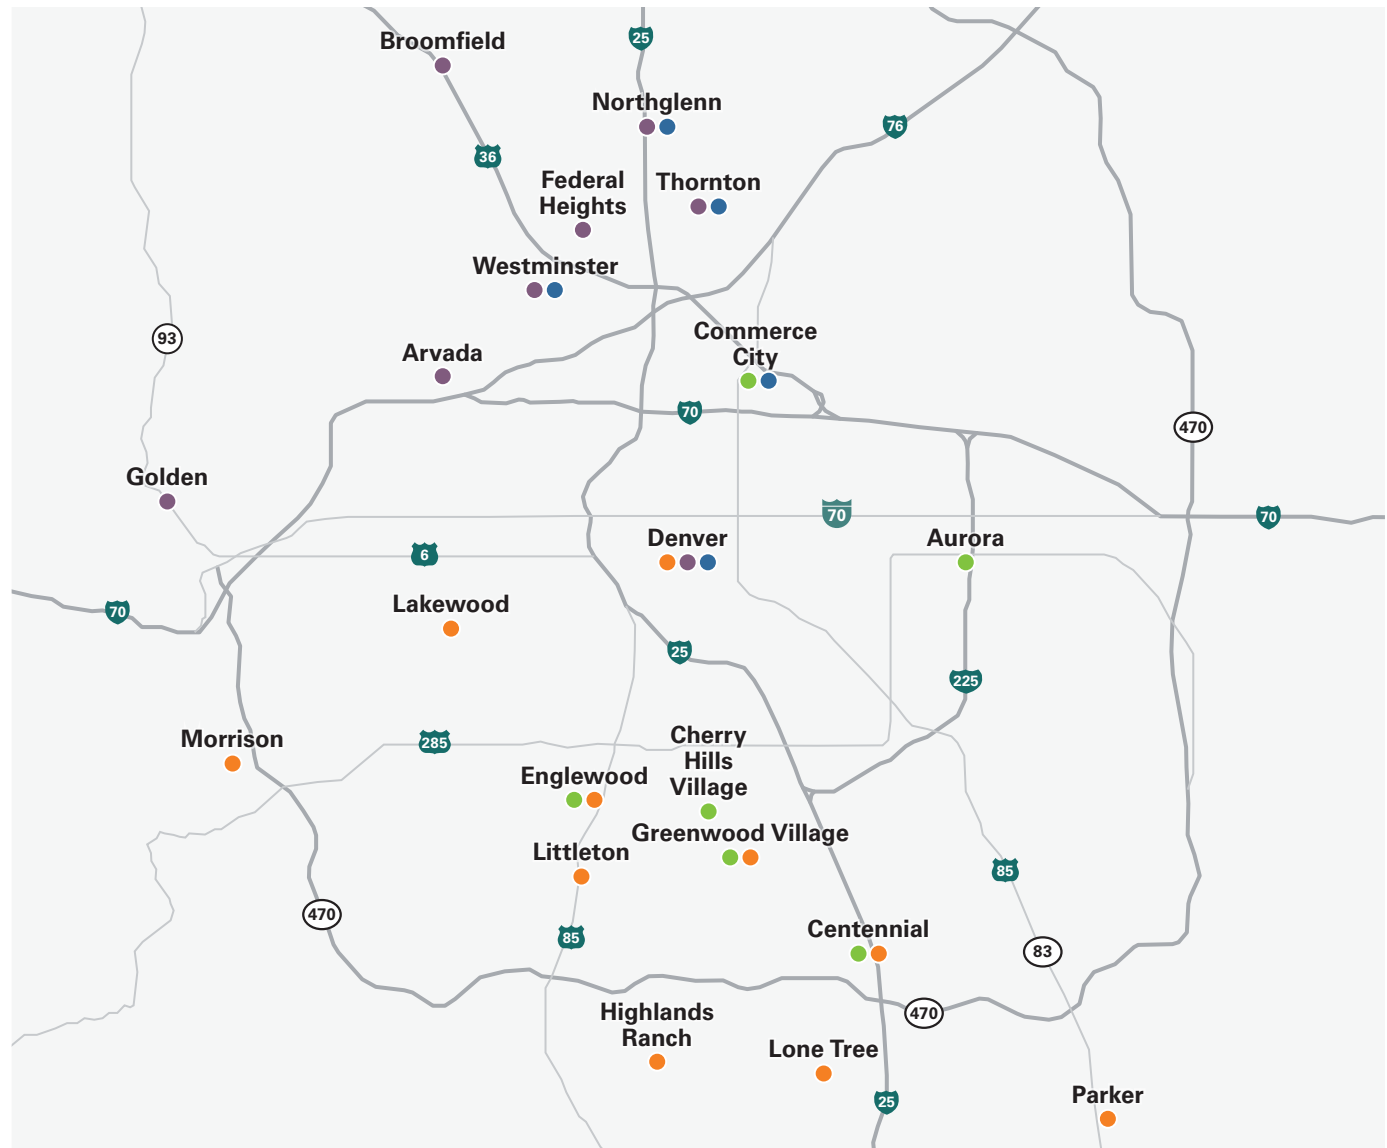 25
Broomfield
Northglenn
76
36
Federal
Heights
Thornton
Westminster
Commerce
City
93
Arvada
70
470
Golden
70
70
Denver
Aurora
6
Lakewood
70
25
225
Morrison
285
Cherry
Hills
Village
Englewood
Greenwood Village
Littleton
85
470
Centennial
85
83
Highlands
Ranch
470
Lone Tree
25
Parker